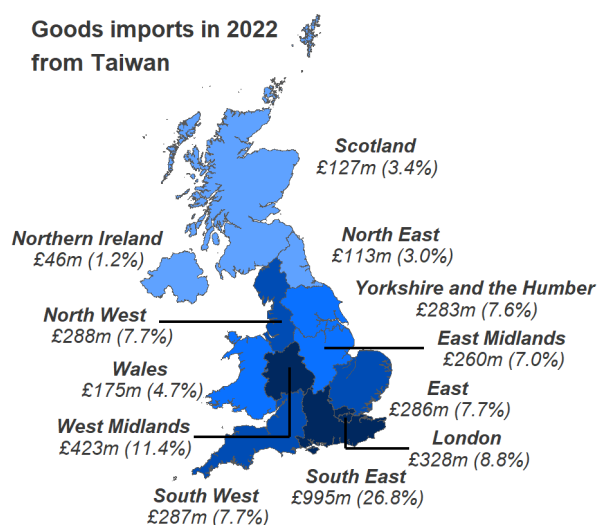 Goods imports in 2022
from Taiwan
Scotland
£127m (3.4%)
Northern Ireland
£46m (1.2%)
North East
£113m (3.0%)
Yorkshire and the Humber
£283m (7.6%)
North West
£288m (7.7%)
East Midlands
£260m (7.0%)
Wales
£175m (4.7%)
East
£286m (7.7%)
West Midlands
£423m (11.4%)
London
£328m (8.8%)
South East
£995m (26.8%)
South West
£287m (7.7%)